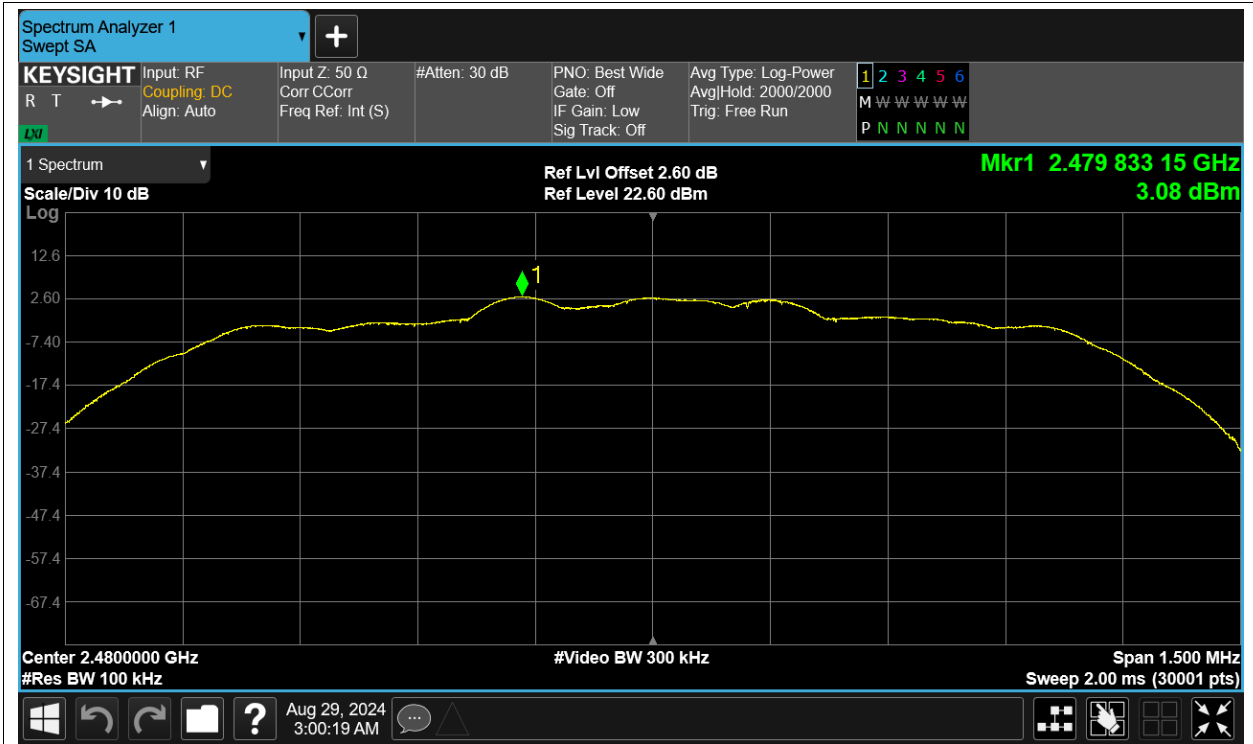 Spectrum Analyzer 1
Swept SA
KEYSIGHT
R T
LXI
Input: RF
Coupling: DC
Align: Auto
Input Z: 50 Ω
Corr CCorr
Freq Ref: Int (S)
#Atten: 30 dB
PNO: Best Wide
Gate: Off
IF Gain: Low
Sig Track: Off
Avg Type: Log-Power
Avg|Hold: 2000/2000
Trig: Free Run
1 2 3 4 5 6
M W W W W W
P N N N N N
1 Spectrum
Scale/Div 10 dB
Log
Ref Lvl Offset 2.60 dB
Ref Level 22.60 dBm
Mkr1 2.479 833 15 GHz
3.08 dBm
12.6
1
2.60
-7.40
-17.4
-27.4
-37.4
-47.4
-57.4
-67.4
Center 2.4800000 GHz
#Video BW 300 kHz
Span 1.500 MHz
#Res BW 100 kHz
Sweep 2.00 ms (30001 pts)
?
Aug 29, 2024
3:00:19 AM